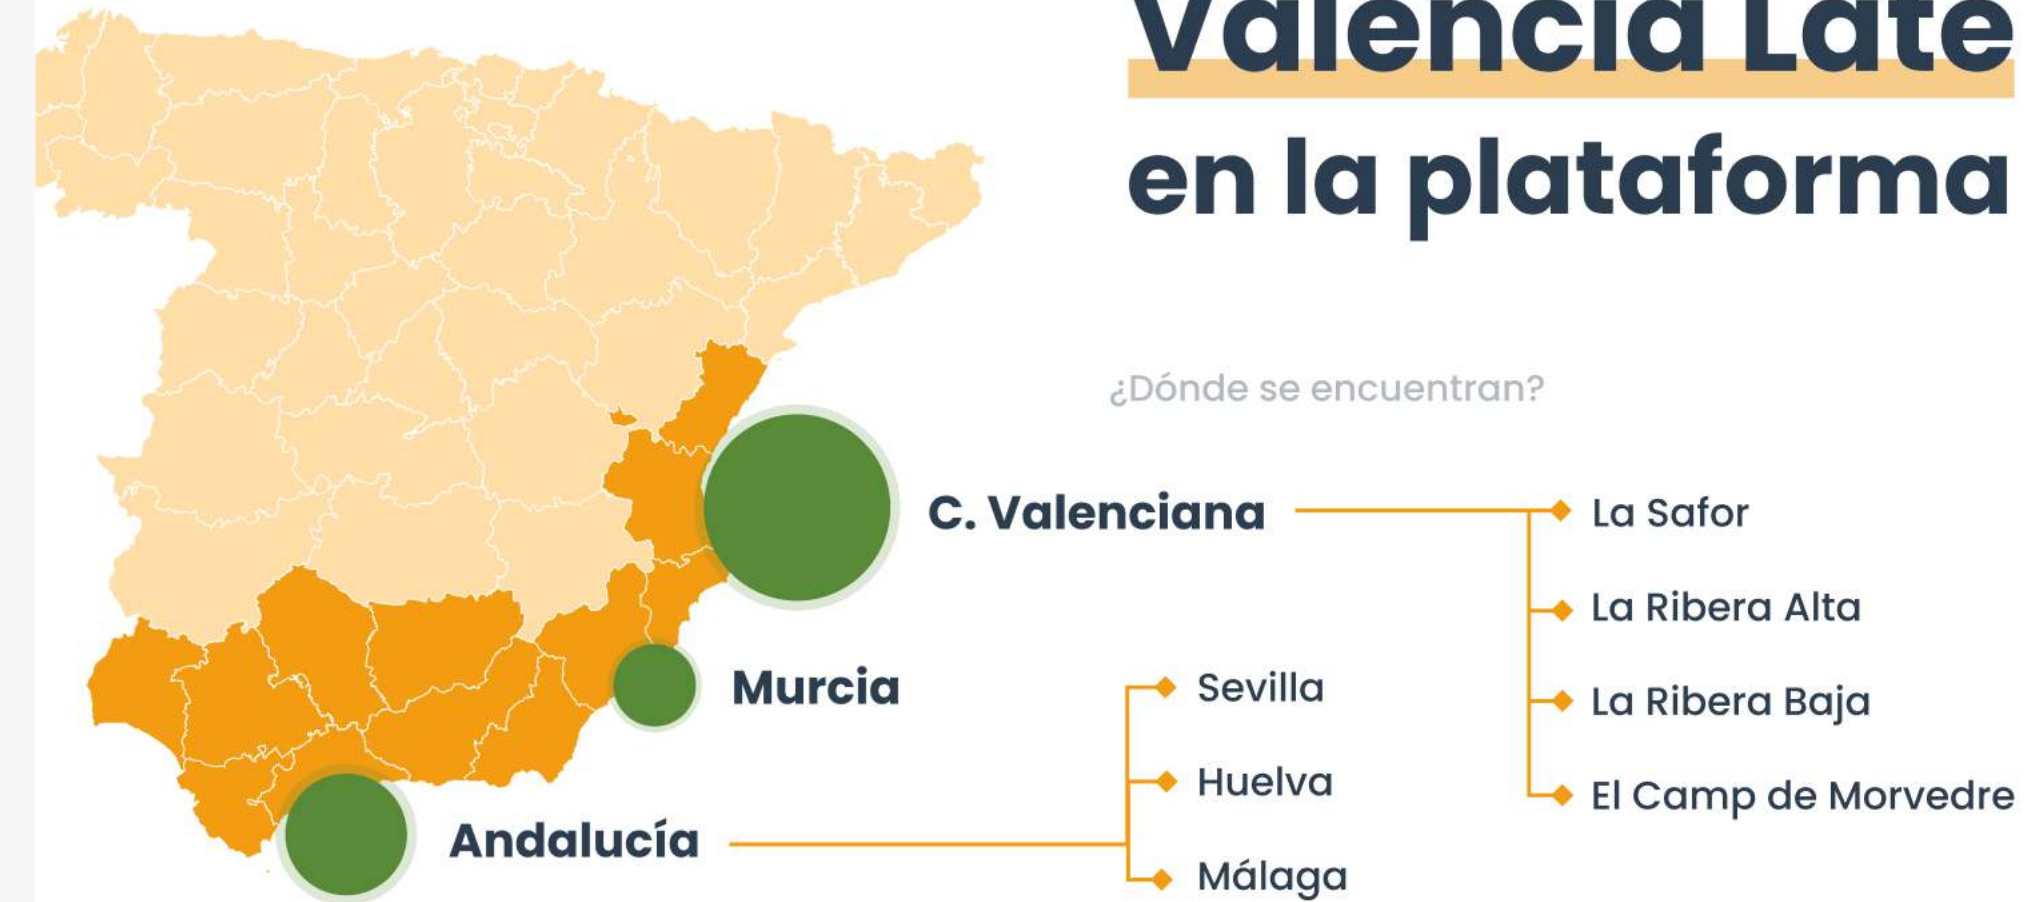 Valencia Late
en la plataforma
¿Dónde se encuentran?
C. Valenciana
La Safor
La Ribera Alta
La Ribera Baja
El Camp de Morvedre
Murcia
Andalucía
Sevilla
Huelva
Málaga